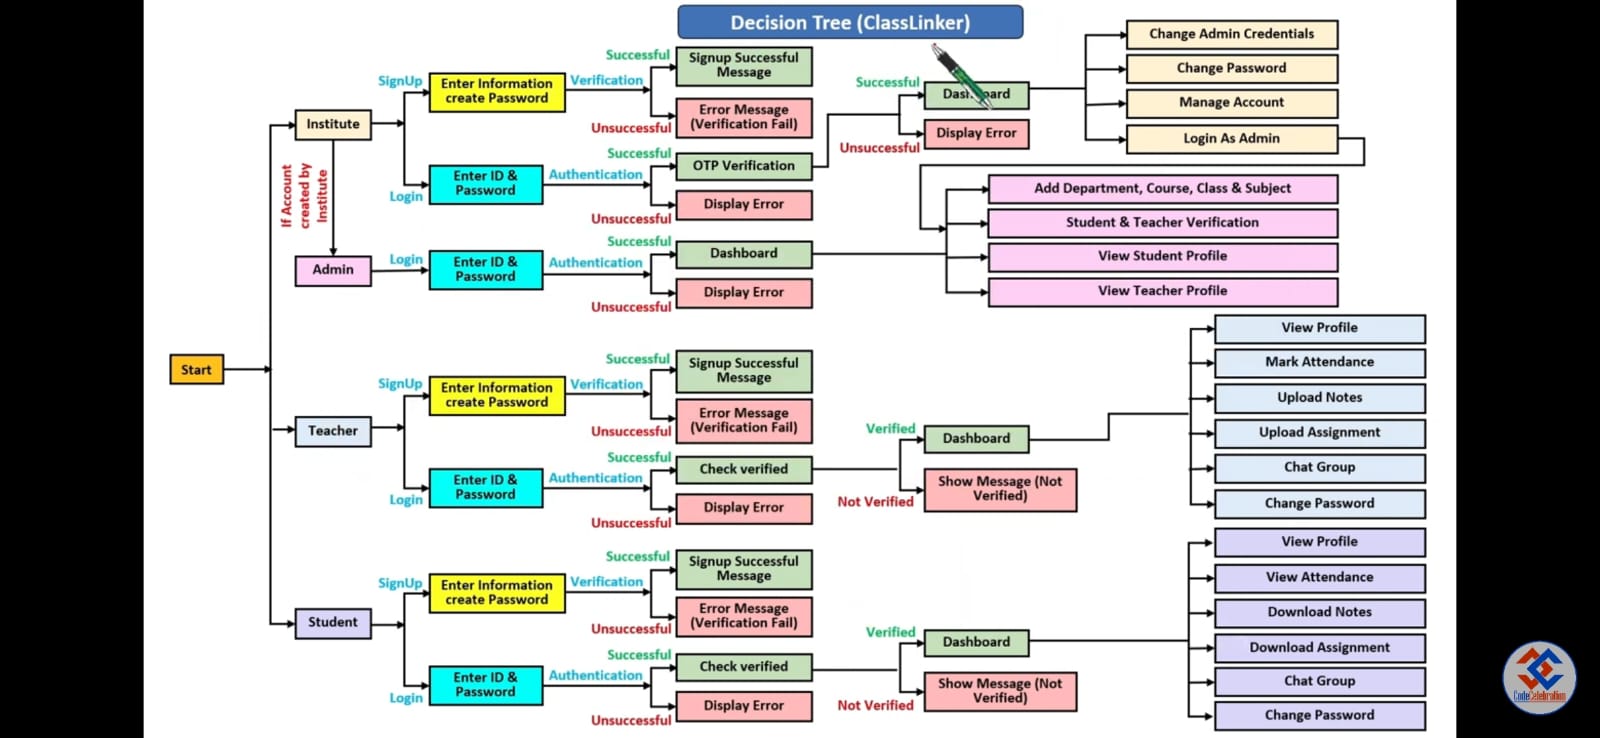 Decision Tree (ClassLinker)
Start
If Account
created by
Institute
Institute
SignUp
Enter Information
create Password
Verification
Successful
Signup Successful
Message
Unsuccessful
Error Message
(Verification Fail)
Login
Enter ID &
Password
Authentication
Successful
OTP Verification
Unsuccessful
Display Error
Successful
Dashboard
Unsuccessful
Display Error
Change Admin Credentials
Change Password
Manage Account
Login As Admin
Admin
Login
Enter ID &
Password
Authentication
Successful
Dashboard
Unsuccessful
Display Error
Add Department, Course, Class & Subject
Student & Teacher Verification
View Student Profile
View Teacher Profile
Teacher
SignUp
Enter Information
create Password
Verification
Successful
Signup Successful
Message
Unsuccessful
Error Message
(Verification Fail)
Login
Enter ID &
Password
Authentication
Successful
Check verified
Unsuccessful
Display Error
Verified
Dashboard
Not Verified
Show Message (Not
Verified)
View Profile
Mark Attendance
Upload Notes
Upload Assignment
Chat Group
Change Password
Student
SignUp
Enter Information
create Password
Verification
Successful
Signup Successful
Message
Unsuccessful
Error Message
(Verification Fail)
Login
Enter ID &
Password
Authentication
Successful
Check verified
Unsuccessful
Display Error
Verified
Dashboard
Not Verified
Show Message (Not
Verified)
View Profile
View Attendance
Download Notes
Download Assignment
Chat Group
Change Password
CodeCelebration